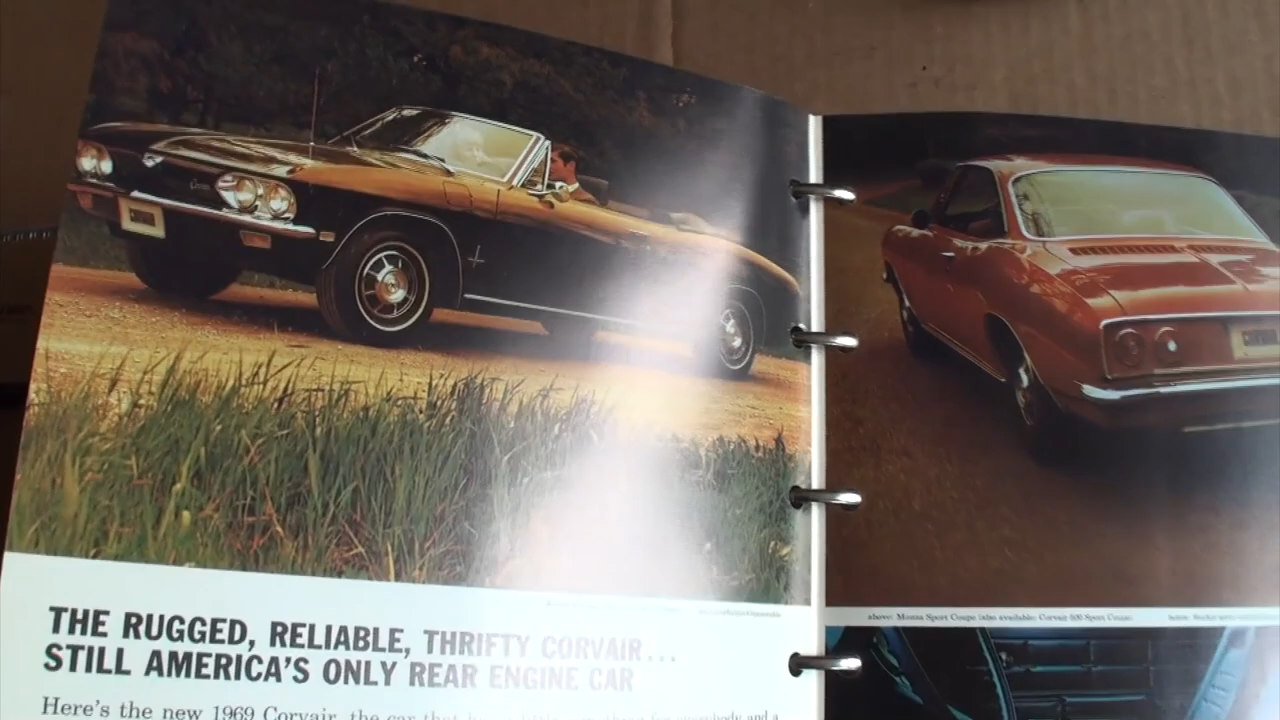 THE RUGGED, RELIABLE, THRIFTY CORVAIR...
STILL AMERICA'S ONLY REAR ENGINE CAR
Here's the new 1969 Corvair, the car that
above: Monza Sport Coupe (also available: Corvair 500 Sport Coupe.